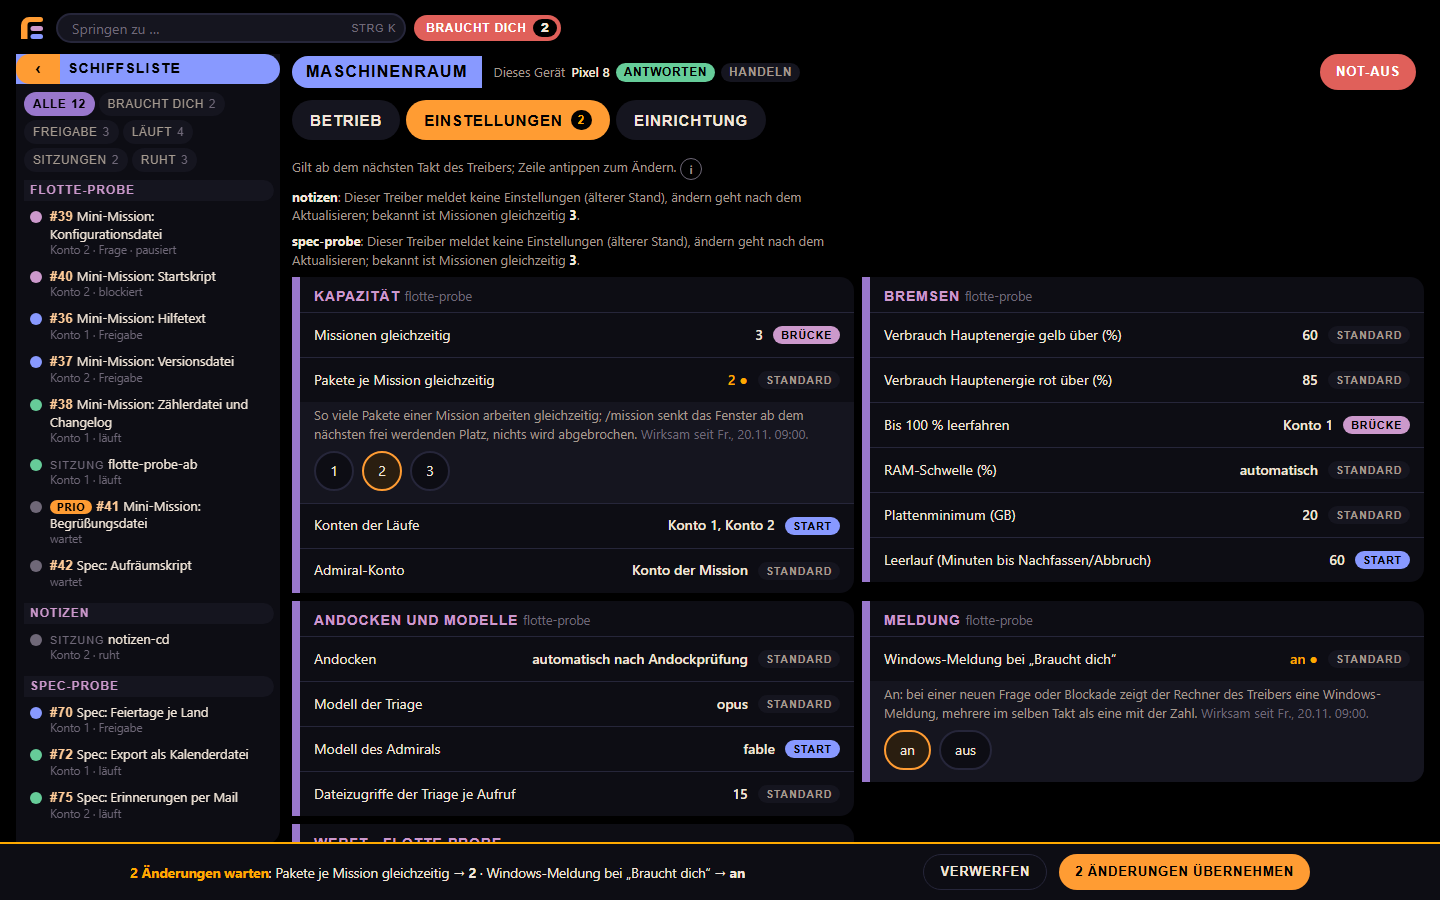 Springen zu ...
STRG K
BRAUCHT DICH 2
‹ SCHIFFSLISTE
ALLE 12
BRAUCHT DICH 2
FREIGABE 3
LÄUFT 4
SITZUNGEN 2
RUHT 3
FLOTTE-PROBE
#39 Mini-Mission:
Konfigurationsdatei
Konto 2 · Frage · pausiert
#40 Mini-Mission: Startskript
Konto 2 · blockiert
#36 Mini-Mission: Hilfetext
Konto 1 · Freigabe
#37 Mini-Mission: Versionsdatei
Konto 2 · Freigabe
#38 Mini-Mission: Zählerdatei und
Changelog
Konto 1 · läuft
SITZUNG flotte-probe-ab
Konto 1 · läuft
PRIO #41 Mini-Mission:
Begrüßungsdatei
wartet
#42 Spec: Aufräumskript
wartet
NOTIZEN
SITZUNG notizen-cd
Konto 2 · ruht
SPEC-PROBE
#70 Spec: Feiertage je Land
Konto 1 · Freigabe
#72 Spec: Export als Kalenderdatei
Konto 1 · läuft
#75 Spec: Erinnerungen per Mail
Konto 2 · läuft
MASCHINENRAUM
Dieses Gerät Pixel 8 ANTWORTEN HANDELN
NOT-AUS
BETRIEB
EINSTELLUNGEN 2
EINRICHTUNG
Gilt ab dem nächsten Takt des Treibers; Zeile antippen zum Ändern. i
notizen: Dieser Treiber meldet keine Einstellungen (älterer Stand), ändern geht nach dem
Aktualisieren; bekannt ist Missionen gleichzeitig 3.
spec-probe: Dieser Treiber meldet keine Einstellungen (älterer Stand), ändern geht nach dem
Aktualisieren; bekannt ist Missionen gleichzeitig 3.
KAPAZITÄT flotte-probe
Missionen gleichzeitig 3 BRÜCKE
Pakete je Mission gleichzeitig 2 ● STANDARD
So viele Pakete einer Mission arbeiten gleichzeitig; /mission senkt das Fenster ab dem
nächsten frei werdenden Platz, nichts wird abgebrochen. Wirksam seit Fr., 20.11. 09:00.
1 2 3
Konten der Läufe Konto 1, Konto 2 START
Admiral-Konto Konto der Mission STANDARD
BREMSEN flotte-probe
Verbrauch Hauptenergie gelb über (%) 60 STANDARD
Verbrauch Hauptenergie rot über (%) 85 STANDARD
Bis 100 % leerfahren Konto 1 BRÜCKE
RAM-Schwelle (%) automatisch STANDARD
Plattenminimum (GB) 20 STANDARD
Leerlauf (Minuten bis Nachfassen/Abbruch) 60 START
ANDOCKEN UND MODELLE flotte-probe
Andocken automatisch nach Andockprüfung STANDARD
Modell der Triage opus STANDARD
Modell des Admirals fable START
Dateizugriffe der Triage je Aufruf 15 STANDARD
MELDUNG flotte-probe
Windows-Meldung bei „Braucht dich“ an ● STANDARD
An: bei einer neuen Frage oder Blockade zeigt der Rechner des Treibers eine Windows-
Meldung, mehrere im selben Takt als eine mit der Zahl. Wirksam seit Fr., 20.11. 09:00.
an aus
WERFT · FLOTTE-PROBE
2 Änderungen warten: Pakete je Mission gleichzeitig → 2 · Windows-Meldung bei „Braucht dich“ → an
VERWERFEN
2 ÄNDERUNGEN ÜBERNEHMEN